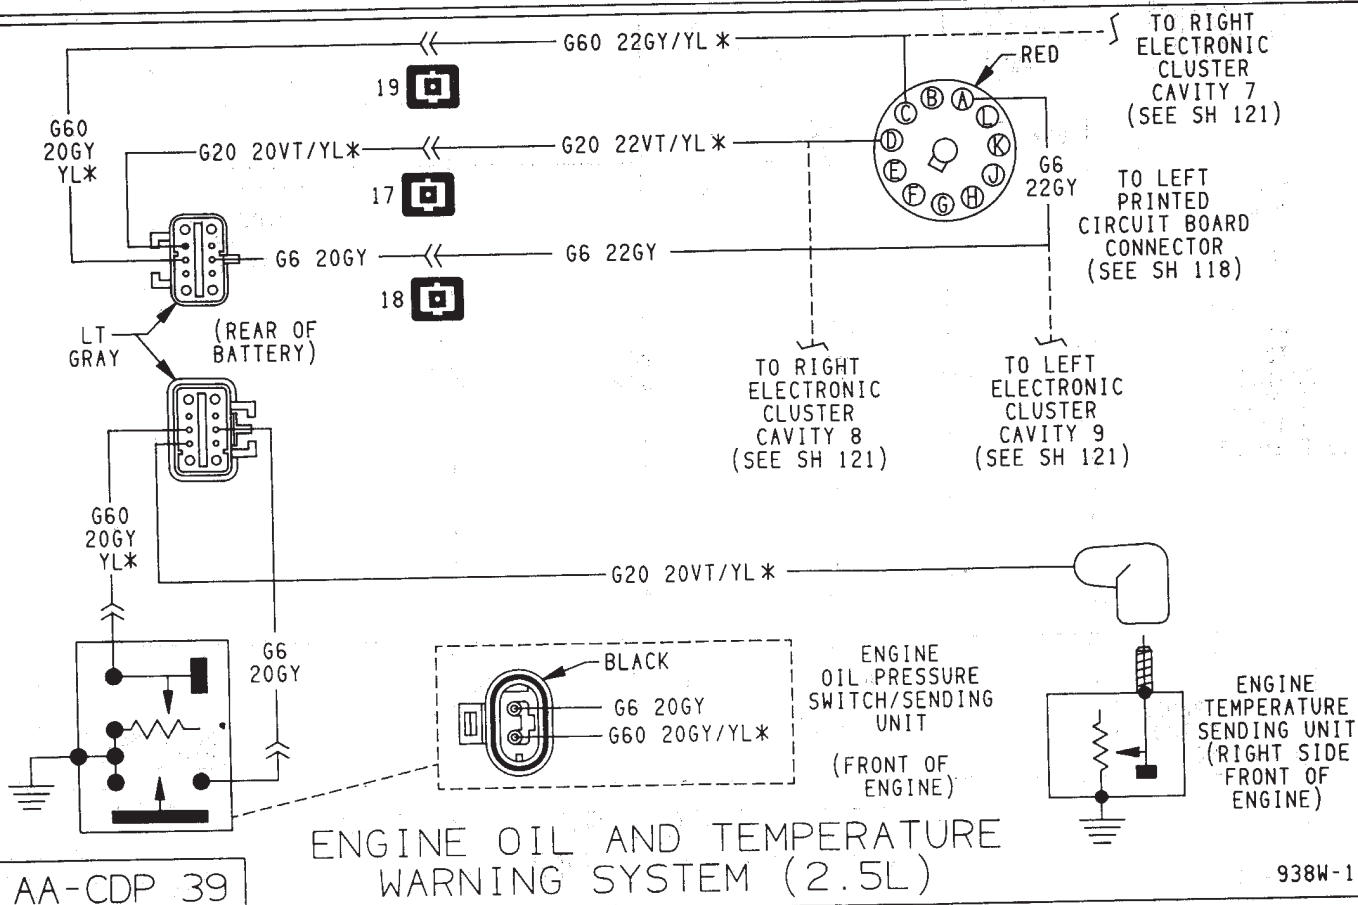 G60 22GY/YL*
TO RIGHT
ELECTRONIC
CLUSTER
CAVITY 7
(SEE SH 121)
RED
19
G60
20GY
YL*
G20 20VT/YL*
G20 22VT/YL*
A
B
C
D
E
F
G
H
J
K
L
G6
22GY
17
TO LEFT
PRINTED
CIRCUIT BOARD
CONNECTOR
(SEE SH 118)
G6 20GY
G6 22GY
18
LT
GRAY
(REAR OF
BATTERY)
TO RIGHT
ELECTRONIC
CLUSTER
CAVITY 8
(SEE SH 121)
TO LEFT
ELECTRONIC
CLUSTER
CAVITY 9
(SEE SH 121)
G60
20GY
YL*
G20 20VT/YL*
G6
20GY
BLACK
G6 20GY
G60 20GY/YL*
ENGINE
OIL PRESSURE
SWITCH/SENDING
UNIT
(FRONT OF
ENGINE)
ENGINE
TEMPERATURE
SENDING UNIT
(RIGHT SIDE
FRONT OF
ENGINE)
ENGINE OIL AND TEMPERATURE
WARNING SYSTEM (2.5L)
AA-CDP 39
938W-1